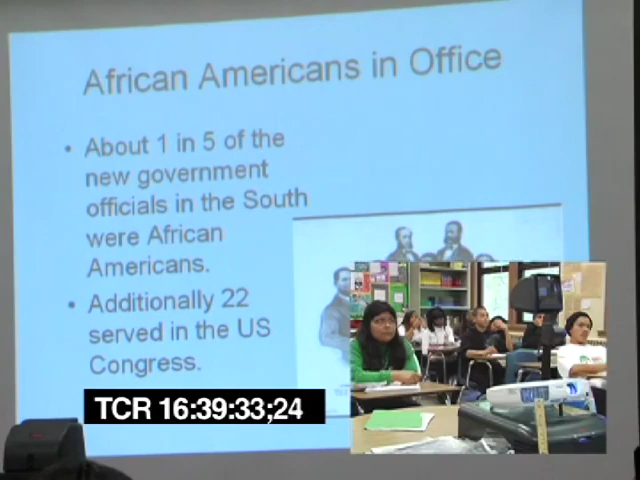 African Americans in Office
• About 1 in 5 of the
new government
officials in the South
were African
Americans.
• Additionally 22
served in the US
Congress.
TCR 16:39:33;24